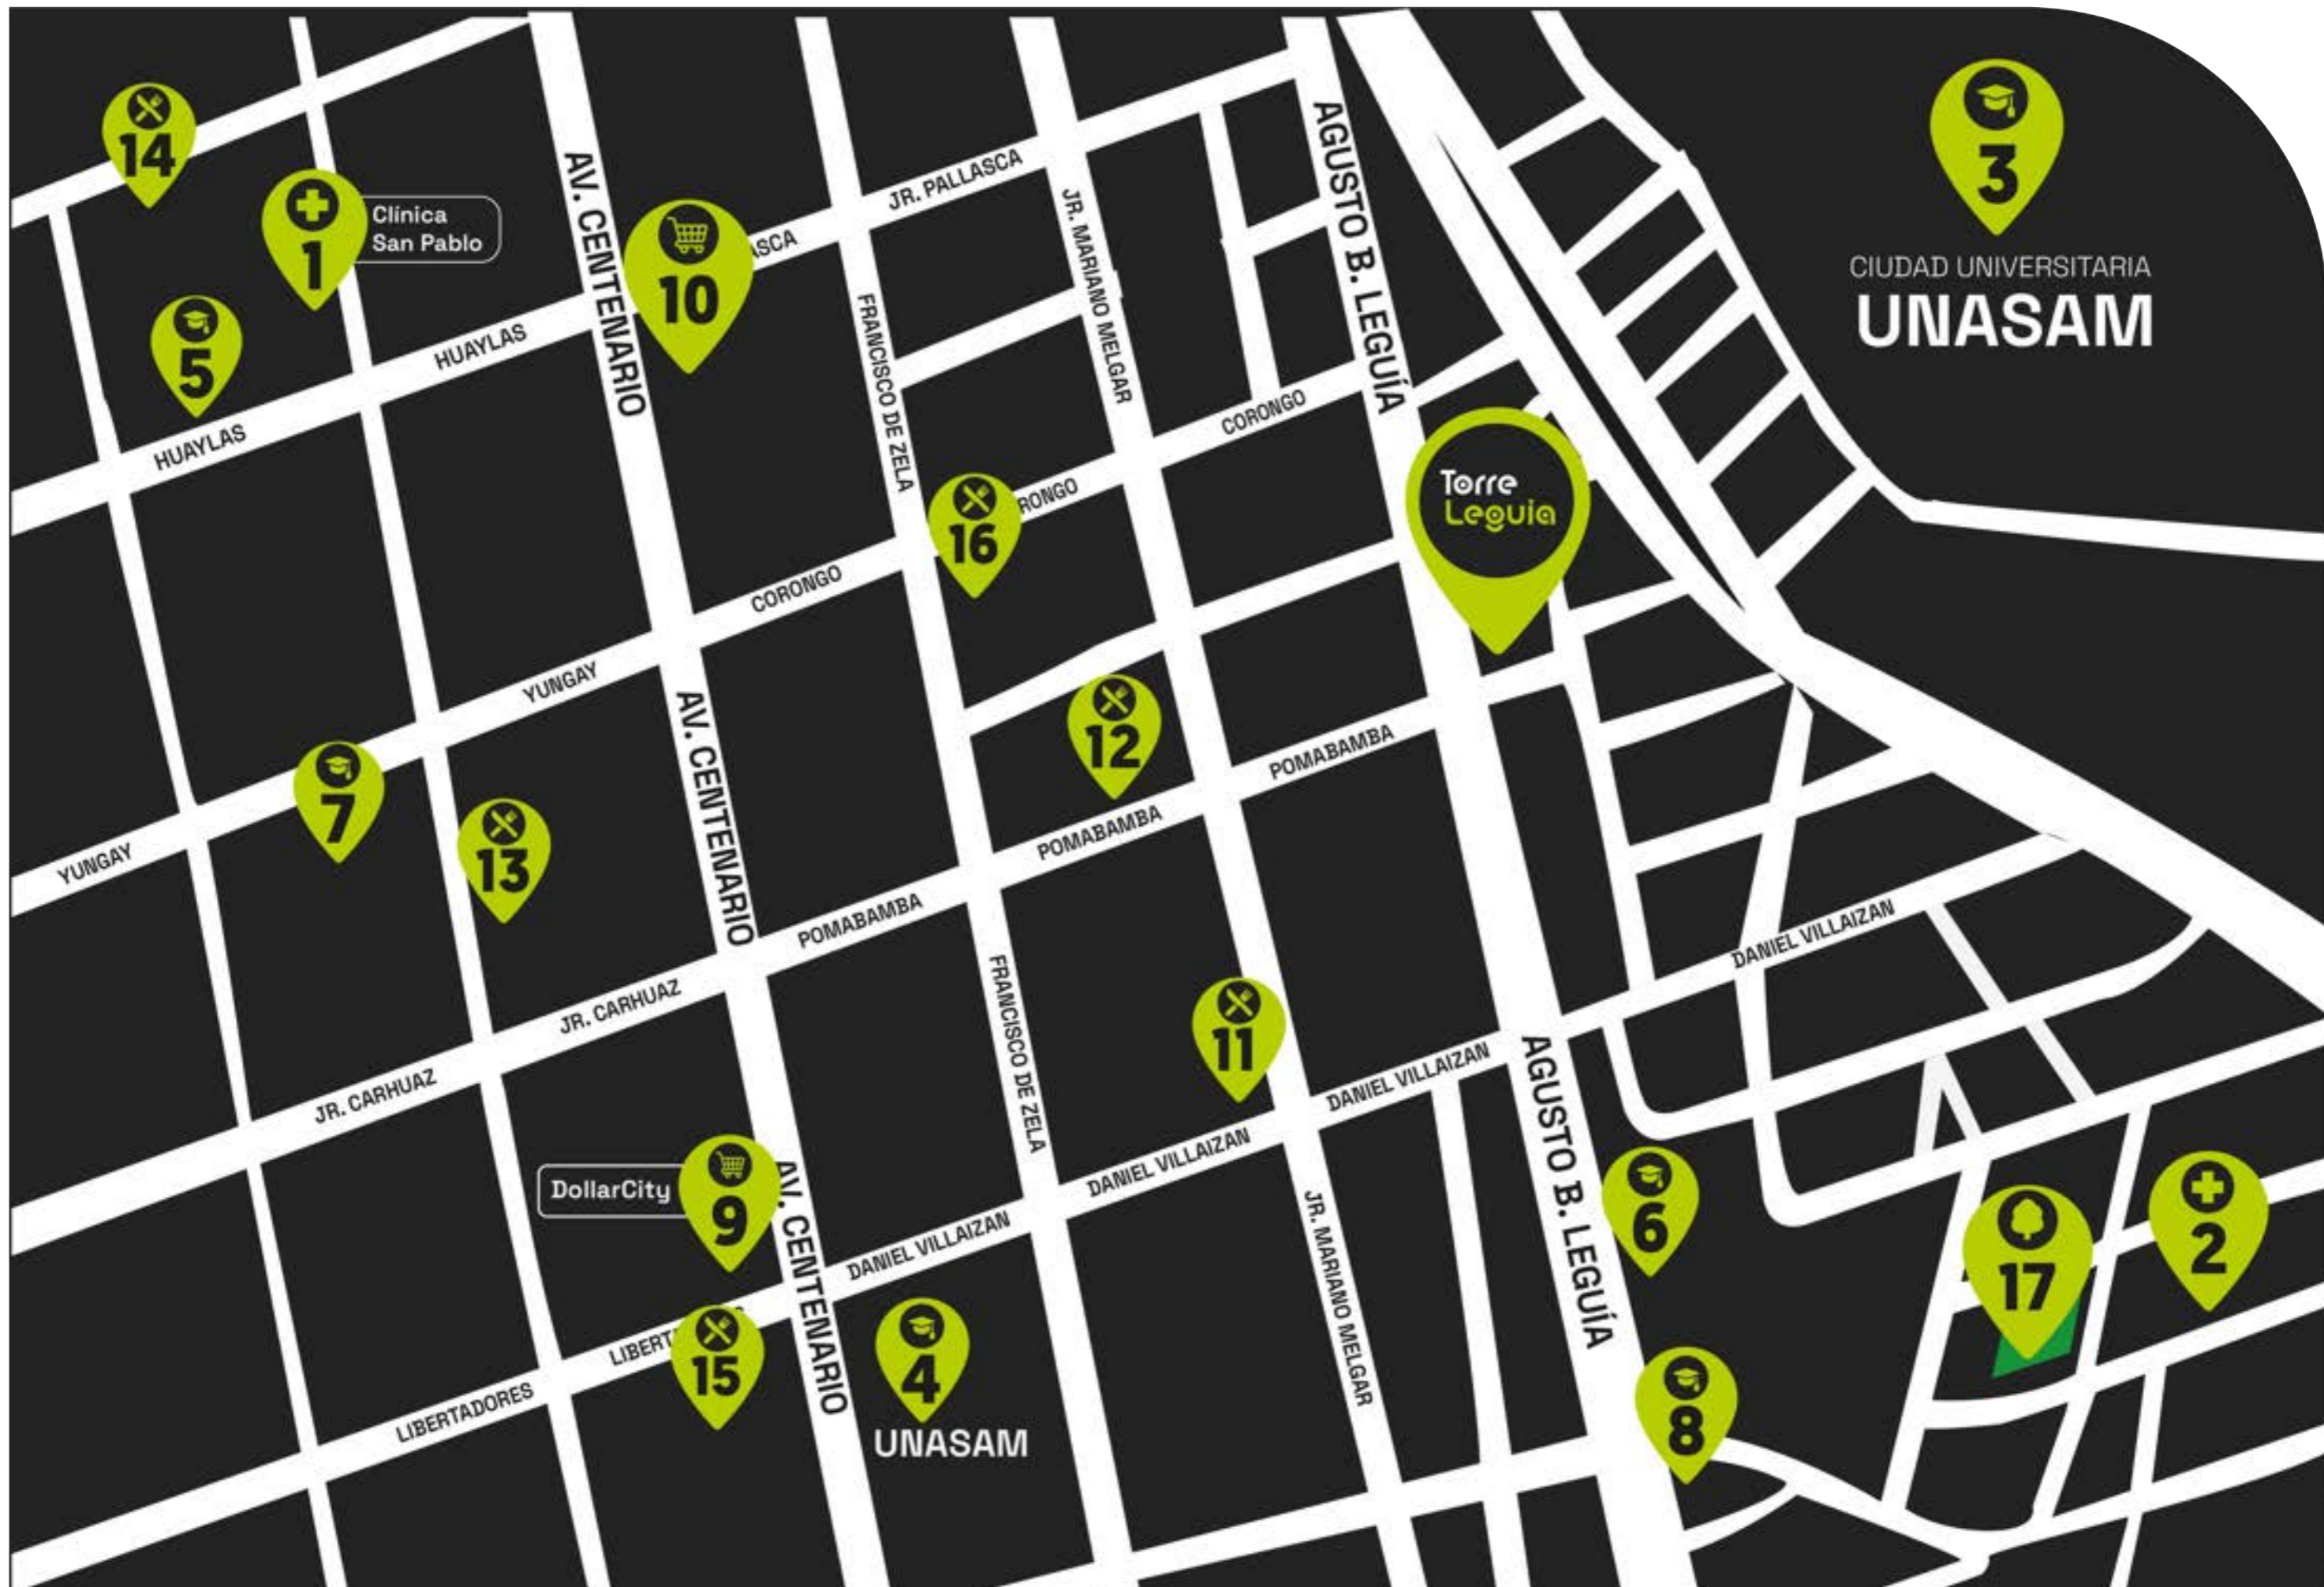 14
1
Clínica
San Pablo
5
HUAYLAS
HUAYLAS
AV. CENTENARIO
10
JR. PALLASCA
FRANCISCO DE ZELA
JR. MARIANO MELGAR
AGUSTO B. LEGUÍA
3
CIUDAD UNIVERSITARIA
UNASAM
CORONGO
16
CORONGO
Torre
Leguia
YUNGAY
YUNGAY
7
13
AV. CENTENARIO
12
POMABAMBA
POMABAMBA
POMABAMBA
JR. CARHUAZ
JR. CARHUAZ
FRANCISCO DE ZELA
11
DANIEL VILLAIZAN
DANIEL VILLAIZAN
DANIEL VILLAIZAN
DANIEL VILLAIZAN
AGUSTO B. LEGUÍA
DollarCity
9
AV. CENTENARIO
15
LIBERTADORES
4
UNASAM
JR. MARIANO MELGAR
6
8
17
2